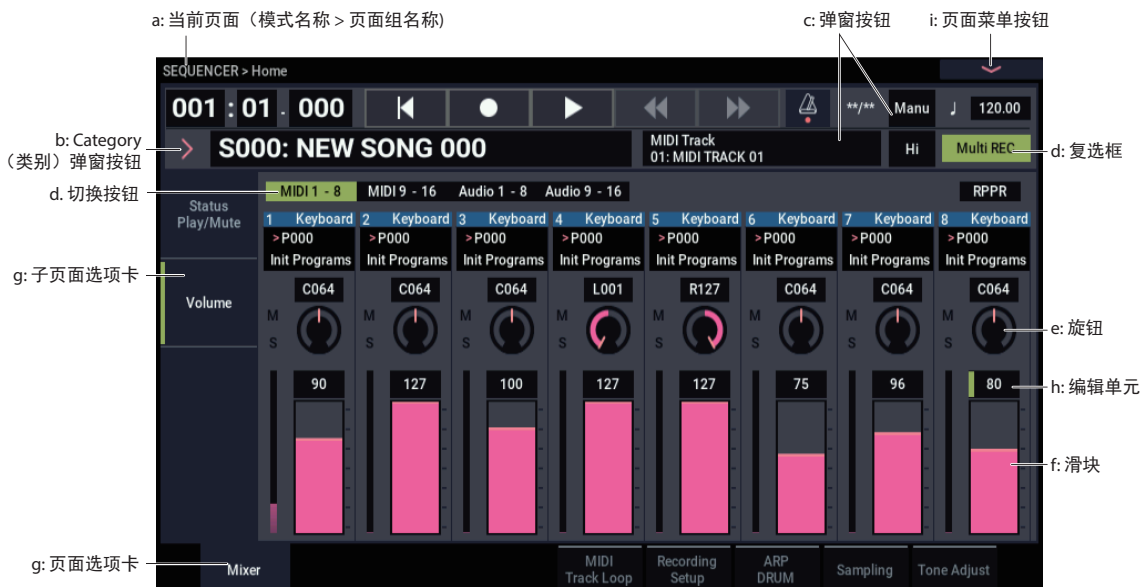 a: 当前页面（模式名称 > 页面组名称)
c: 弹窗按钮
i: 页面菜单按钮
SEQUENCER > Home
001 : 01 . 000
**/**
Manu
♩ 120.00
b: Category
（类别）弹窗按钮
S000: NEW SONG 000
MIDI Track
01: MIDI TRACK 01
Hi
Multi REC
d: 复选框
d. 切换按钮
MIDI 1 - 8
MIDI 9 - 16
Audio 1 - 8
Audio 9 - 16
RPPR
Status
Play/Mute
1 Keyboard 2 Keyboard 3 Keyboard 4 Keyboard 5 Keyboard 6 Keyboard 7 Keyboard 8 Keyboard
>P000 >P000 >P000 >P000 >P000 >P000 >P000 >P000
Init Programs Init Programs Init Programs Init Programs Init Programs Init Programs Init Programs Init Programs
g: 子页面选项卡
Volume
C064 C064 C064 L001 R127 C064 C064 C064
M M M M M M M M
S S S S S S S S
e: 旋钮
90 127 100 127 127 75 96 80
h: 编辑单元
f: 滑块
g: 页面选项卡
Mixer
MIDI
Track Loop
Recording
Setup
ARP
DRUM
Sampling
Tone Adjust